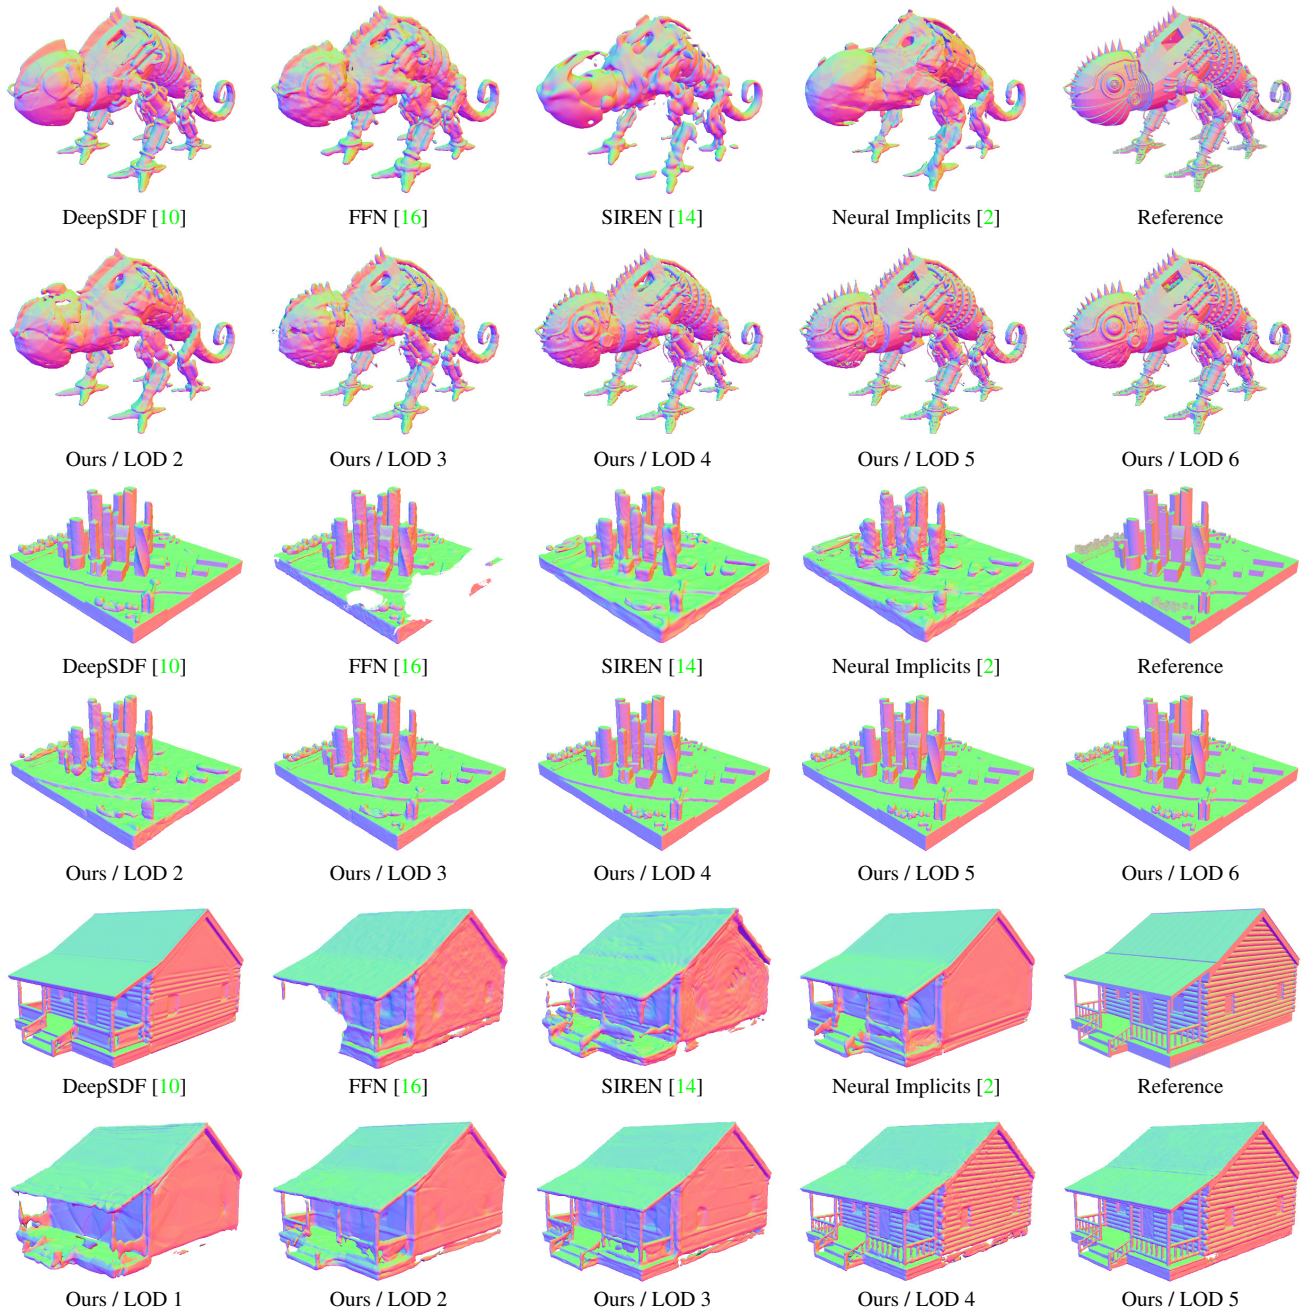 DeepSDF [10] FFN [16] SIREN [14] Neural Implicits [2] Reference
Ours / LOD 2 Ours / LOD 3 Ours / LOD 4 Ours / LOD 5 Ours / LOD 6
DeepSDF [10] FFN [16] SIREN [14] Neural Implicits [2] Reference
Ours / LOD 2 Ours / LOD 3 Ours / LOD 4 Ours / LOD 5 Ours / LOD 6
DeepSDF [10] FFN [16] SIREN [14] Neural Implicits [2] Reference
Ours / LOD 1 Ours / LOD 2 Ours / LOD 3 Ours / LOD 4 Ours / LOD 5